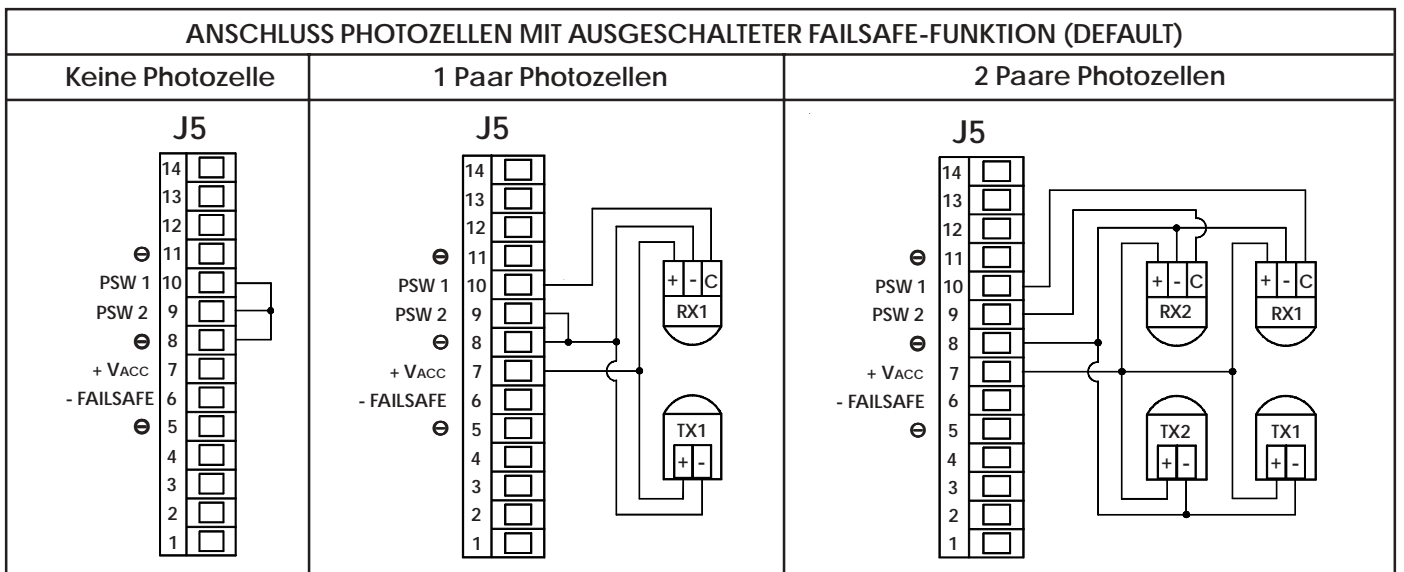 ANSCHLUSS PHOTOZELLEN MIT AUSGESCHALTETER FAILSAFE-FUNKTION (DEFAULT)
Keine Photozelle
J5
14
13
12
⊖ 11
PSW 1 10
PSW 2 9
⊖ 8
+ VACC 7
- FAILSAFE 6
⊖ 5
4
3
2
1
1 Paar Photozellen
J5
14
13
12
⊖ 11
PSW 1 10
PSW 2 9
⊖ 8
+ VACC 7
- FAILSAFE 6
⊖ 5
4
3
2
1
+ - C
RX1
TX1
+ -
2 Paare Photozellen
J5
14
13
12
⊖ 11
PSW 1 10
PSW 2 9
⊖ 8
+ VACC 7
- FAILSAFE 6
⊖ 5
4
3
2
1
+ - C
RX2
+ - C
RX1
TX2
+ -
TX1
+ -